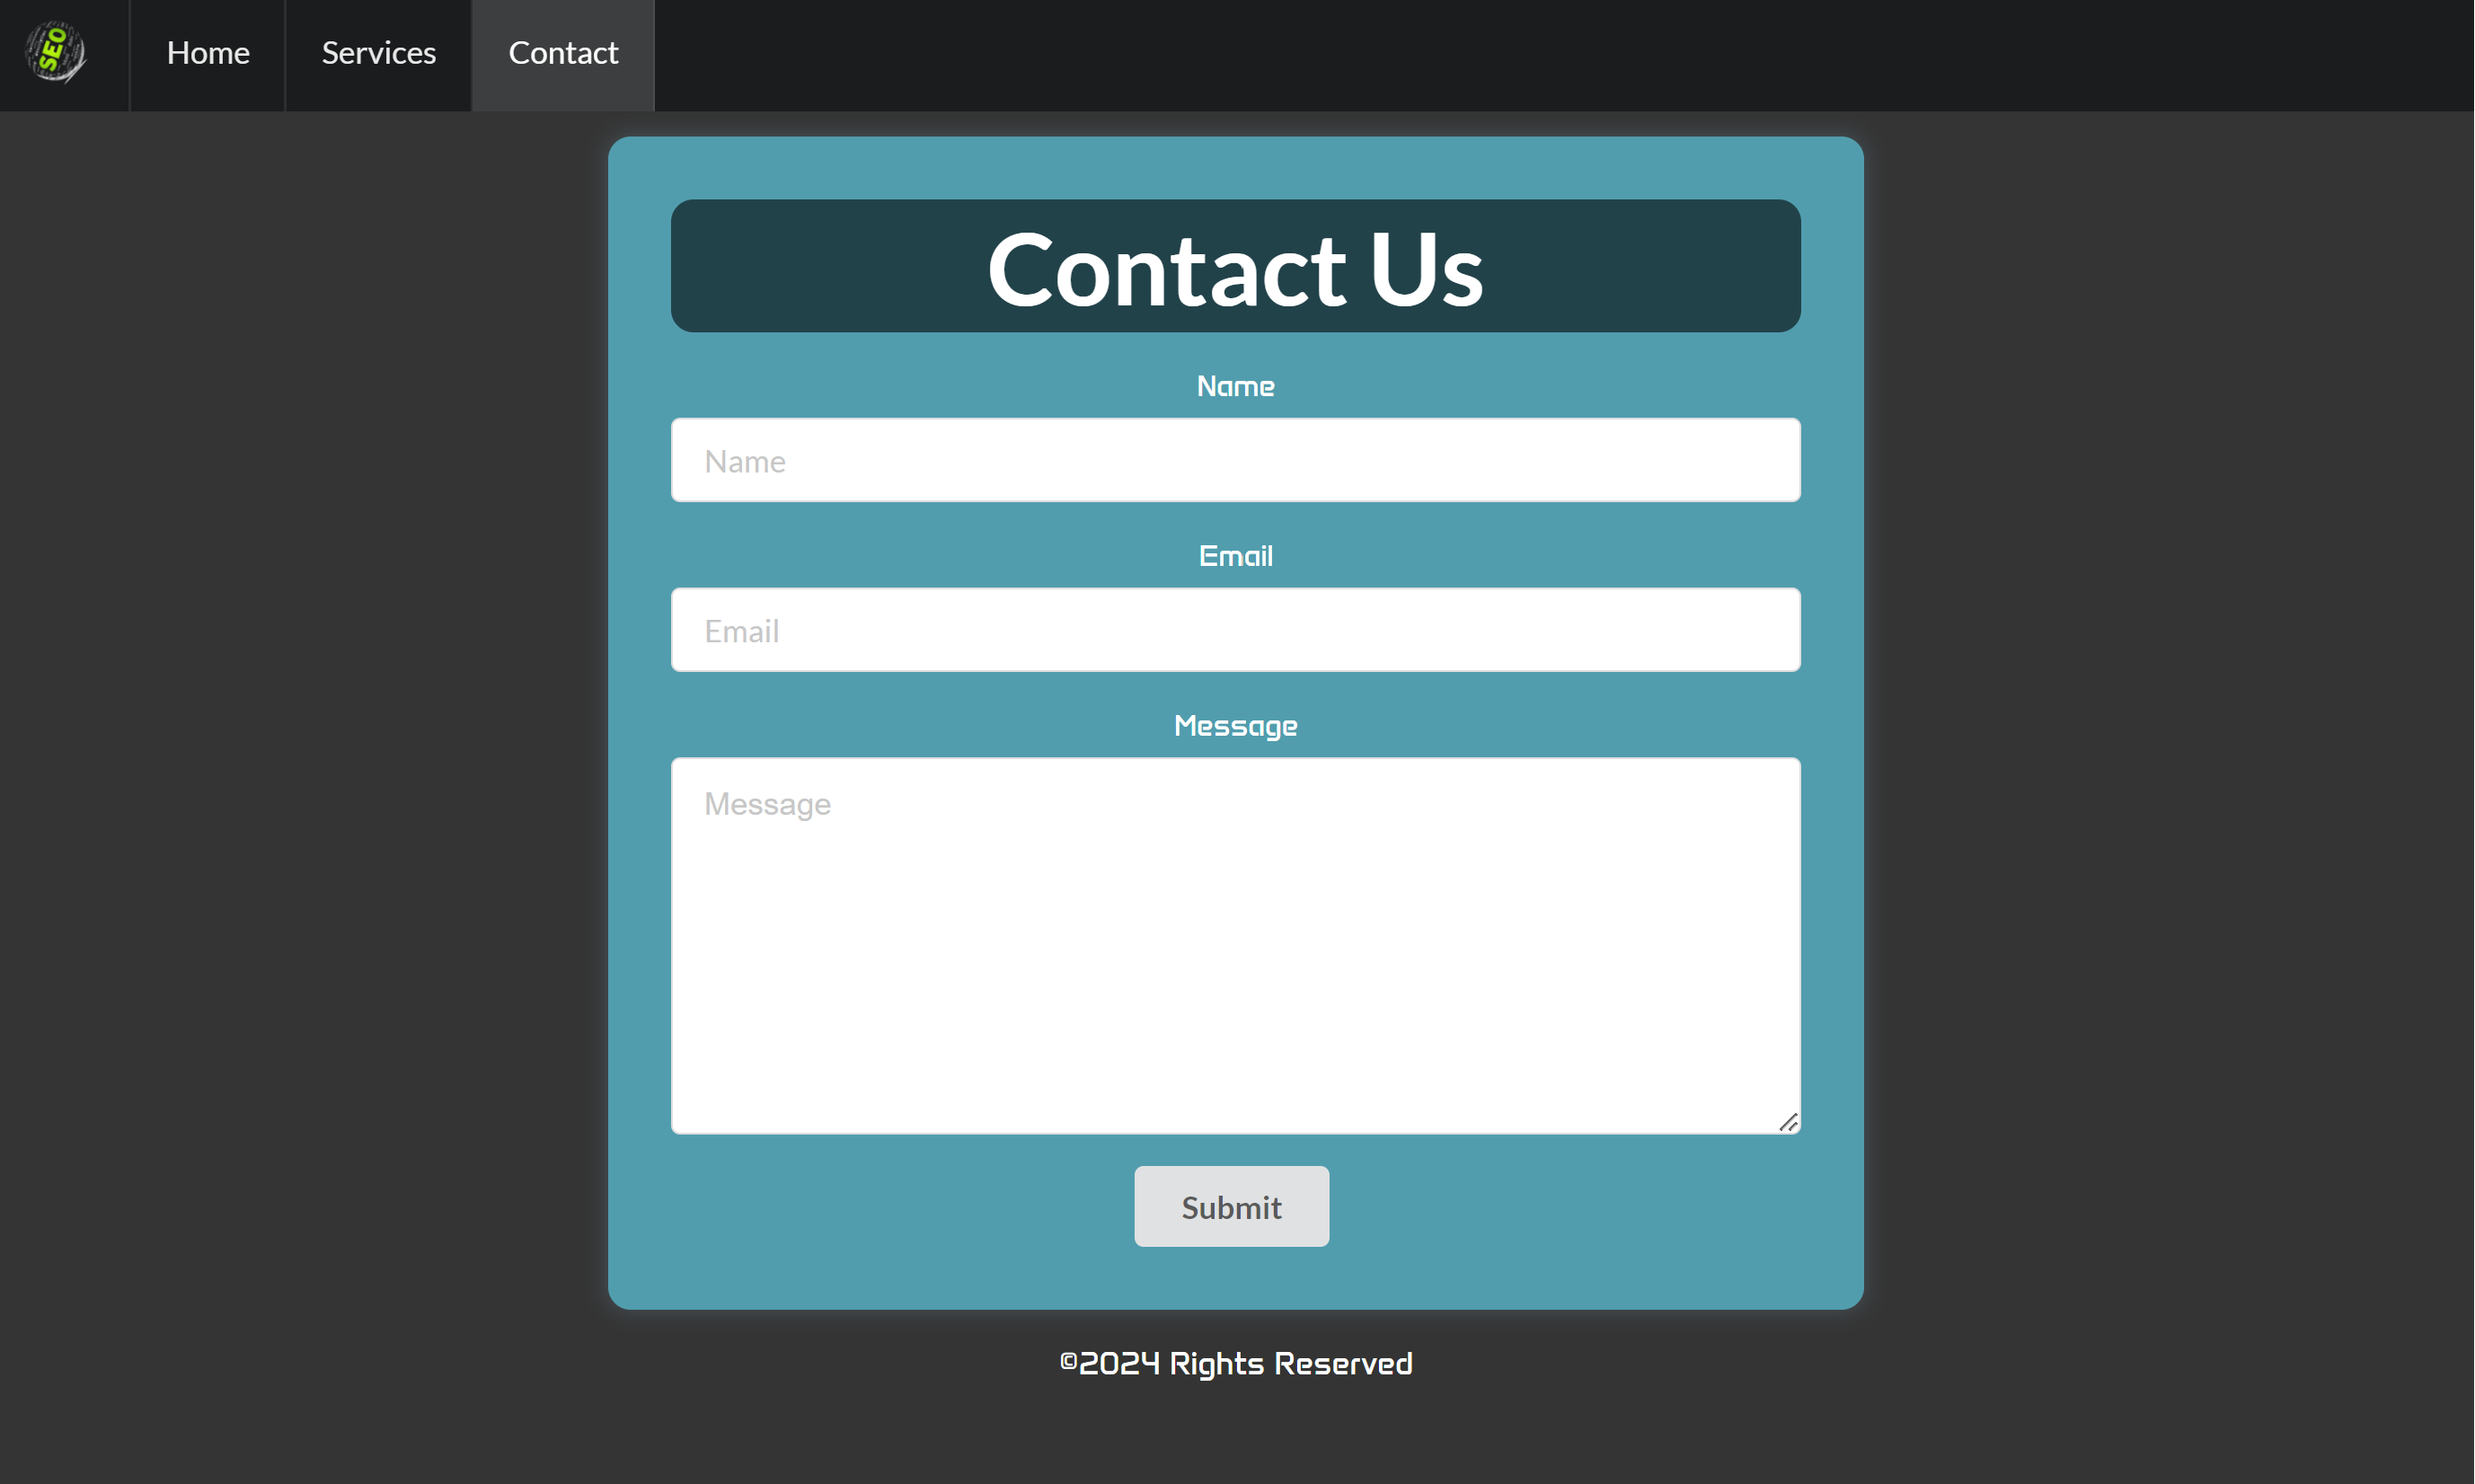 SEO
Home
Services
Contact
Contact Us
Name
Name
Email
Email
Message
Message
Submit
©2024 Rights Reserved